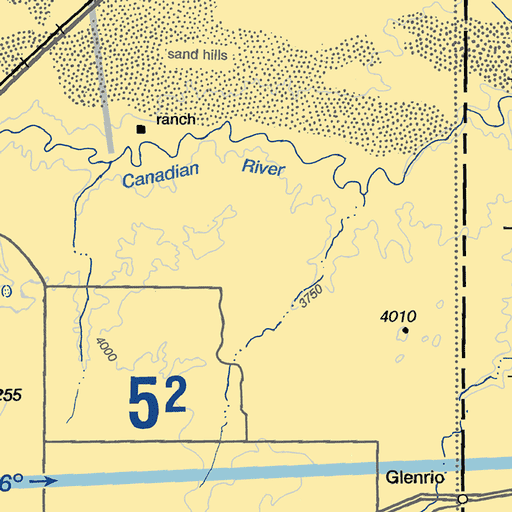 sand hills
ranch
Canadian River
3750
4010
4000
255
5²
6° →
Glenrio